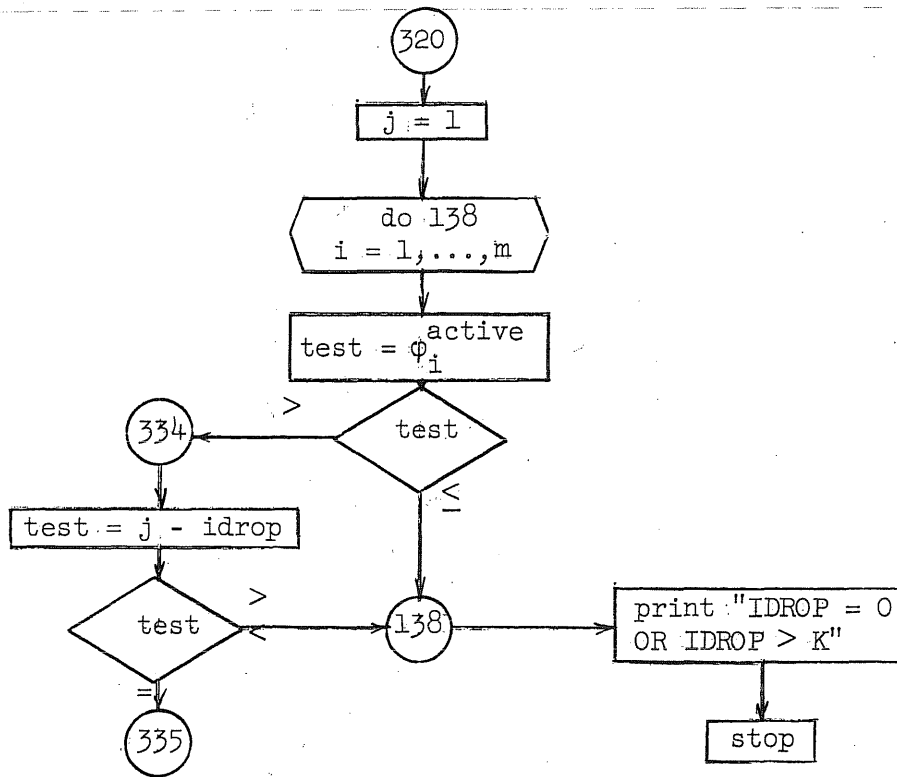 320
j = 1
do 138
i = 1,...,m
test = φ_i^active
>
334
test
≤
test = j - idrop
>
test
<
138
print "IDROP = 0
OR IDROP > K"
=
335
stop